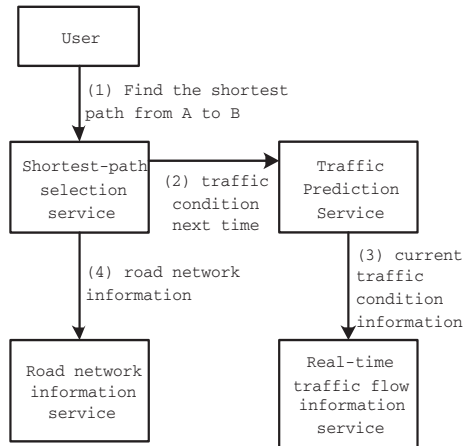 User
(1) Find the shortest
path from A to B
Shortest-path
selection
service
(2) traffic
condition
next time
Traffic
Prediction
Service
(3) current
traffic
condition
information
(4) road network
information
Road network
information
service
Real-time
traffic flow
information
service